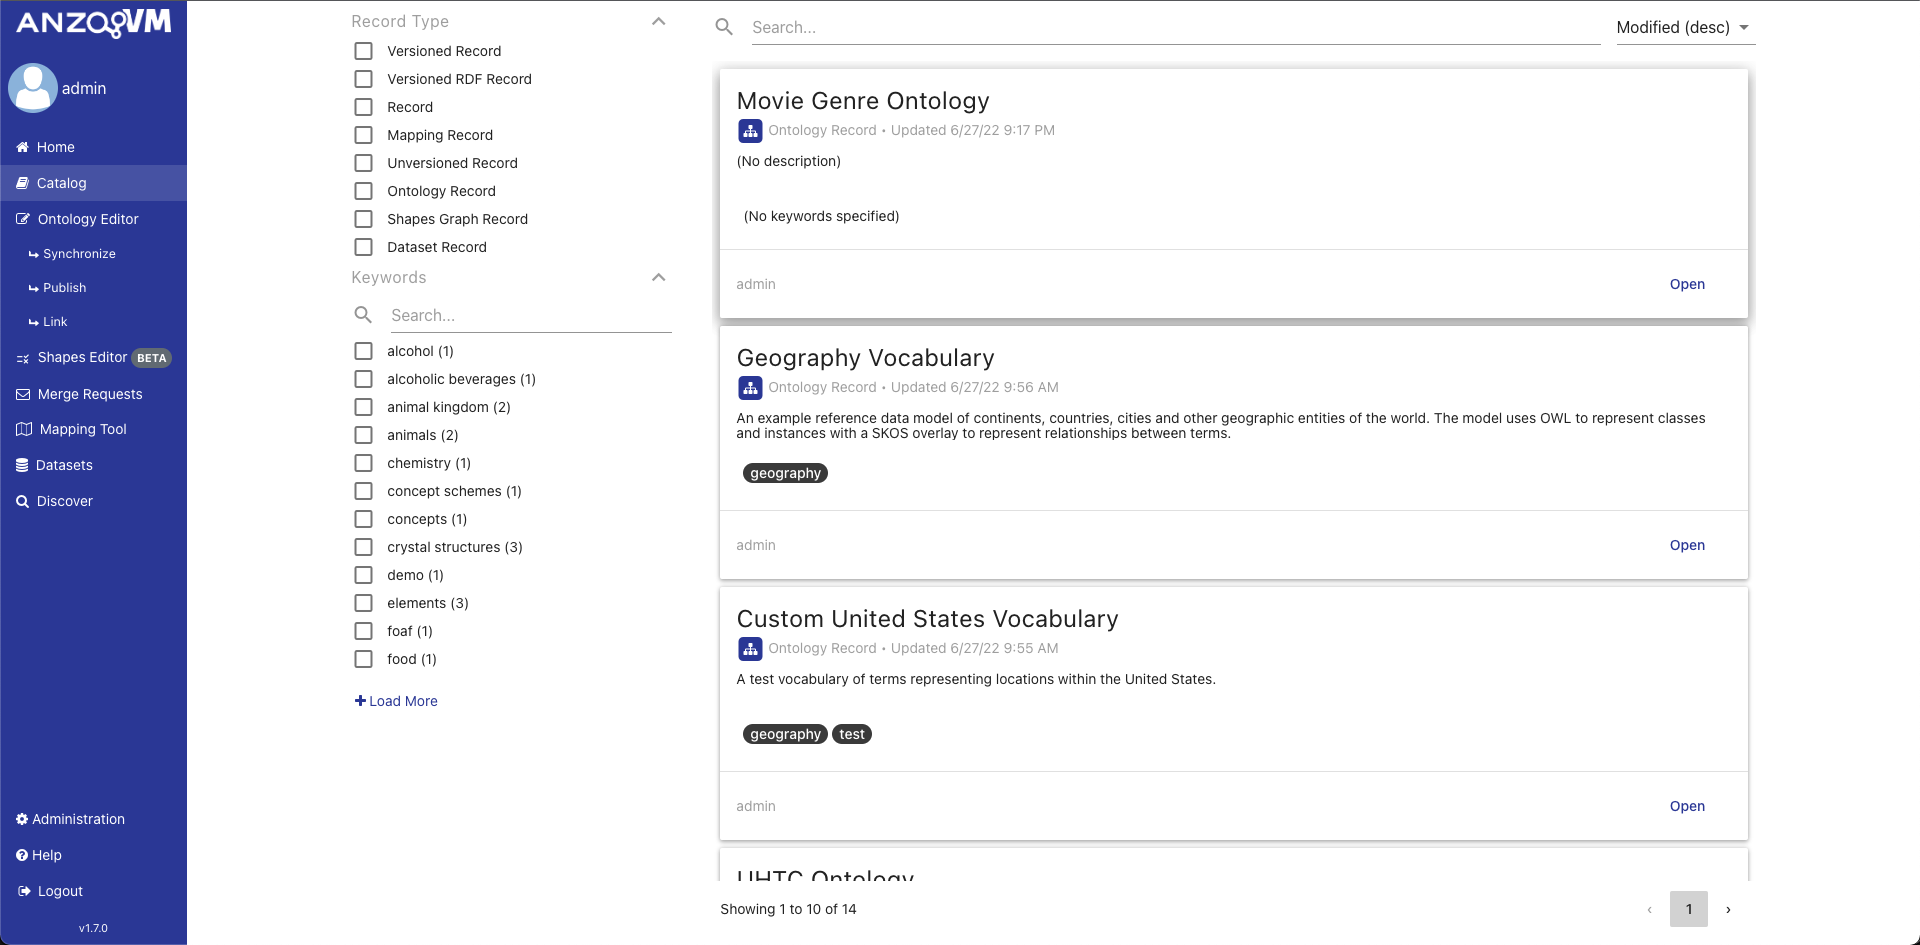 ANZOVM
admin
Home
Catalog
Ontology Editor
Synchronize
Publish
Link
Shapes Editor BETA
Merge Requests
Mapping Tool
Datasets
Discover
Administration
Help
Logout
v1.7.0
Record Type
Versioned Record
Versioned RDF Record
Record
Mapping Record
Unversioned Record
Ontology Record
Shapes Graph Record
Dataset Record
Keywords
Search...
alcohol (1)
alcoholic beverages (1)
animal kingdom (2)
animals (2)
chemistry (1)
concept schemes (1)
concepts (1)
crystal structures (3)
demo (1)
elements (3)
foaf (1)
food (1)
Load More
Search...
Modified (desc)
Movie Genre Ontology
Ontology Record • Updated 6/27/22 9:17 PM
(No description)
(No keywords specified)
admin
Open
Geography Vocabulary
Ontology Record • Updated 6/27/22 9:56 AM
An example reference data model of continents, countries, cities and other geographic entities of the world. The model uses OWL to represent classes
and instances with a SKOS overlay to represent relationships between terms.
geography
admin
Open
Custom United States Vocabulary
Ontology Record • Updated 6/27/22 9:55 AM
A test vocabulary of terms representing locations within the United States.
geography test
admin
Open
UHTC Ontology
Showing 1 to 10 of 14
‹ 1 ›